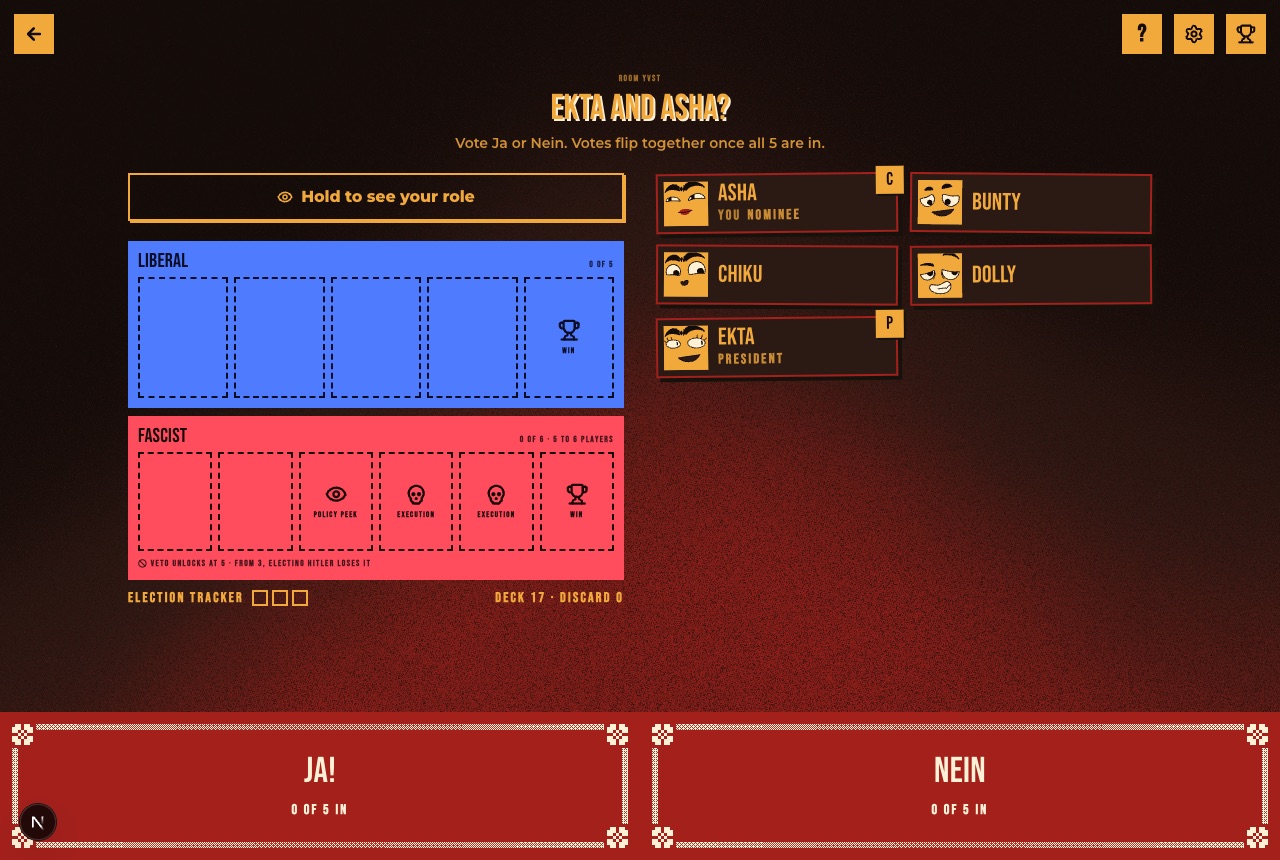 ?
ROOM YVST
EKTA AND ASHA?
Vote Ja or Nein. Votes flip together once all 5 are in.
Hold to see your role
LIBERAL
0 OF 5
WIN
FASCIST
0 OF 6 · 5 TO 6 PLAYERS
POLICY PEEK
EXECUTION
EXECUTION
WIN
VETO UNLOCKS AT 5 · FROM 3, ELECTING HITLER LOSES IT
ELECTION TRACKER
DECK 17 · DISCARD 0
ASHA
YOU NOMINEE
C
BUNTY
CHIKU
DOLLY
EKTA
PRESIDENT
P
JA!
0 OF 5 IN
NEIN
0 OF 5 IN
N